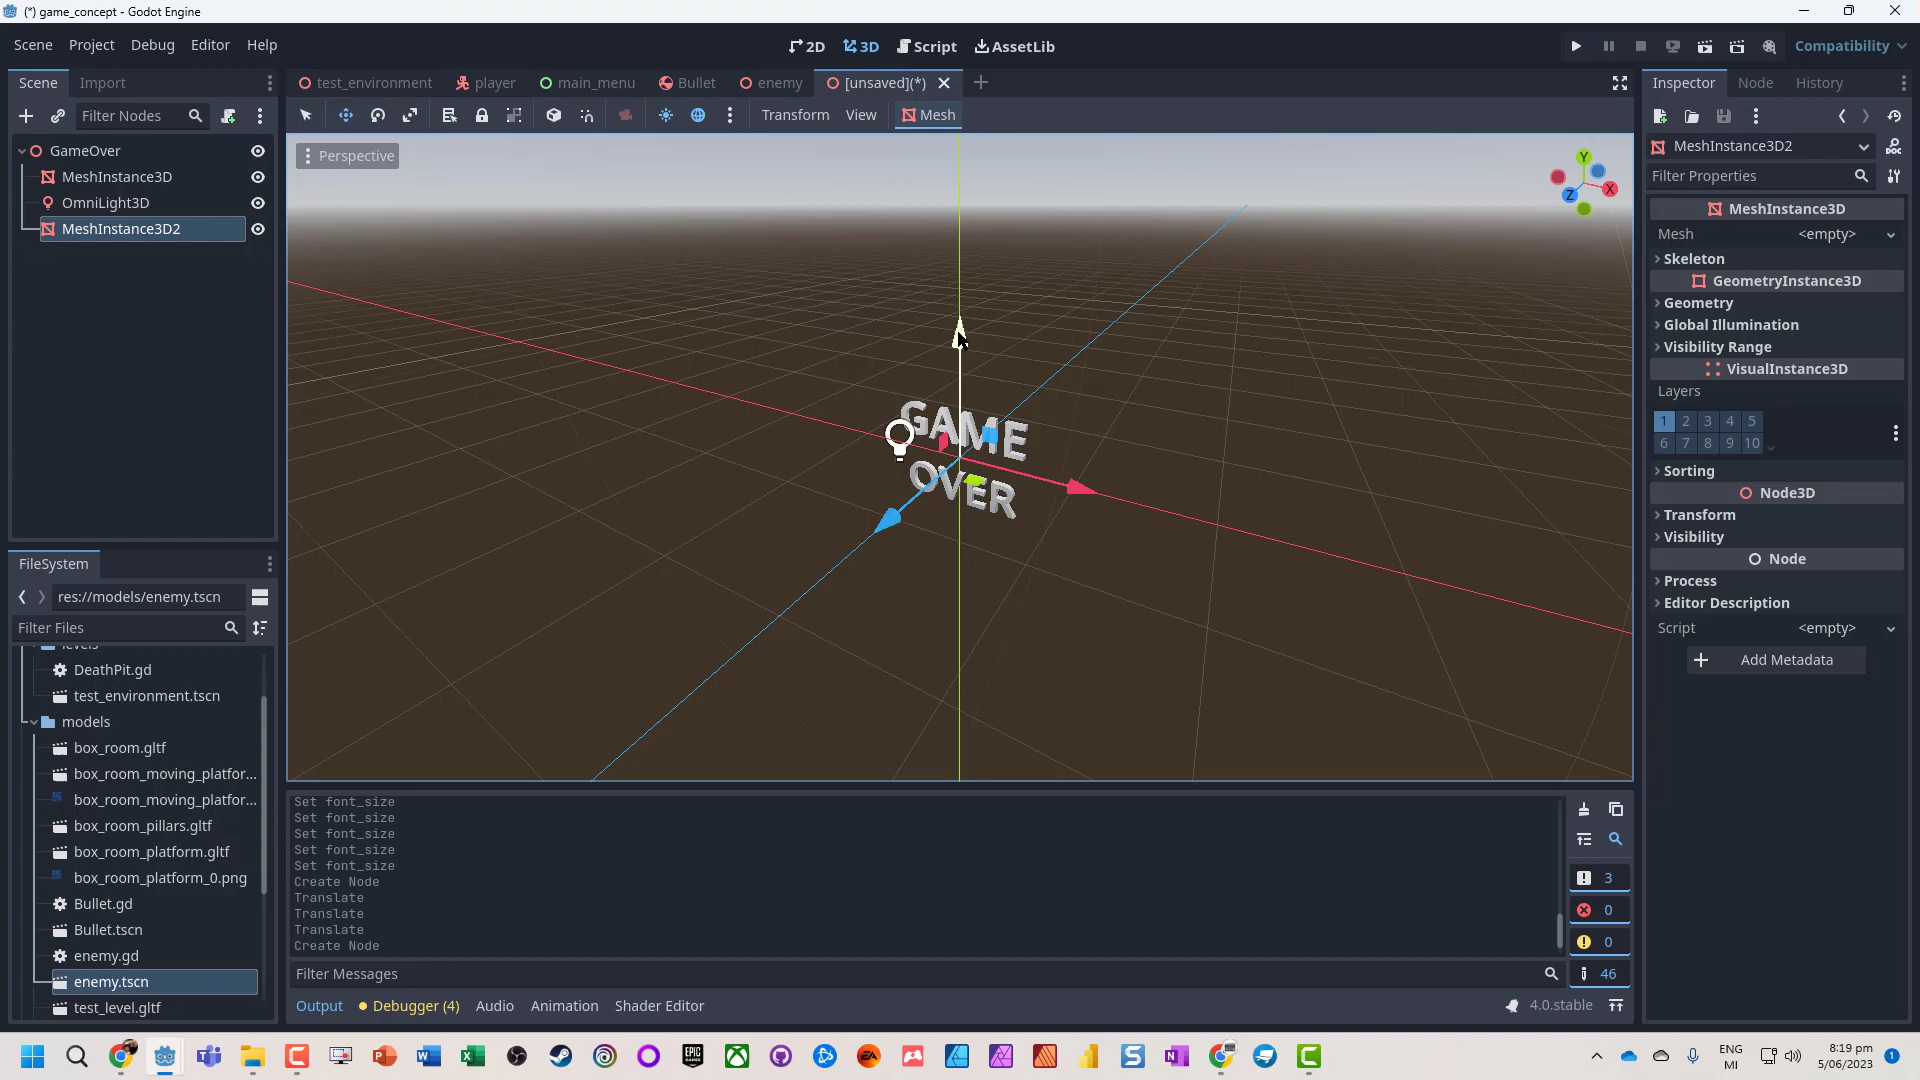 (*) game_concept - Godot Engine
Scene Project Debug Editor Help
2D 3D Script AssetLib
Compatibility
Scene Import
test_environment player main_menu Bullet enemy [unsaved](*)
Inspector Node History
Filter Nodes
Transform View Mesh
GameOver
MeshInstance3D
OmniLight3D
MeshInstance3D2
Perspective
Y
X
Z
GAME
OVER
MeshInstance3D2
Filter Properties
MeshInstance3D
Mesh <empty>
Skeleton
GeometryInstance3D
Geometry
Global Illumination
Visibility Range
VisualInstance3D
Layers
1 2 3 4 5
6 7 8 9 10
Sorting
Node3D
Transform
Visibility
Node
Process
Editor Description
Script <empty>
Add Metadata
FileSystem
res://models/enemy.tscn
Filter Files
levels
DeathPit.gd
test_environment.tscn
models
box_room.gltf
box_room_moving_platfor...
box_room_moving_platfor...
box_room_pillars.gltf
box_room_platform.gltf
box_room_platform_0.png
Bullet.gd
Bullet.tscn
enemy.gd
enemy.tscn
test_level.gltf
Set font_size
Set font_size
Set font_size
Set font_size
Set font_size
Create Node
Translate
Translate
Translate
Create Node
3
0
0
46
Filter Messages
Output Debugger (4) Audio Animation Shader Editor
4.0.stable
ENG
MI
8:19 pm
5/06/2023
1